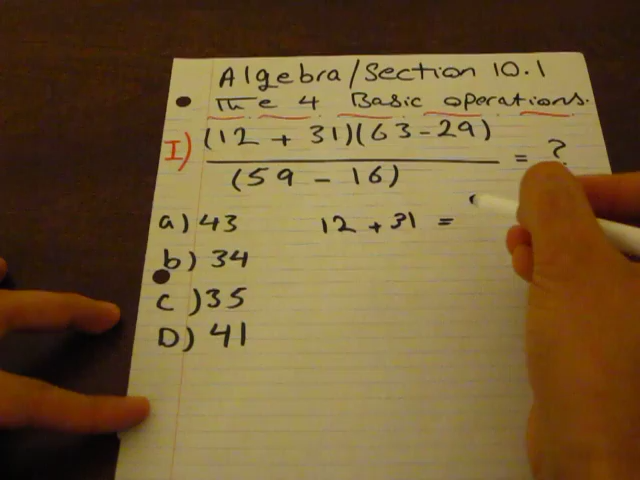 Algebra/Section 10.1
The 4 Basic operations.
I) (12 + 31)(63-29)
(59 - 16)
= ?
a) 43
12 + 31 =
b) 34
C) 35
D) 41